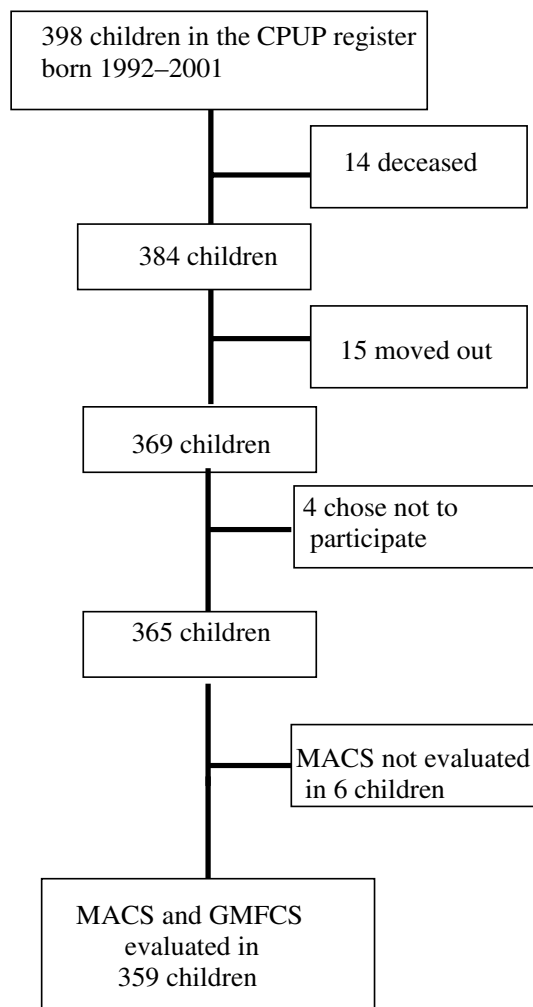 398 children in the CPUP register
born 1992–2001
14 deceased
384 children
15 moved out
369 children
4 chose not to
participate
365 children
MACS not evaluated
in 6 children
MACS and GMFCS
evaluated in
359 children